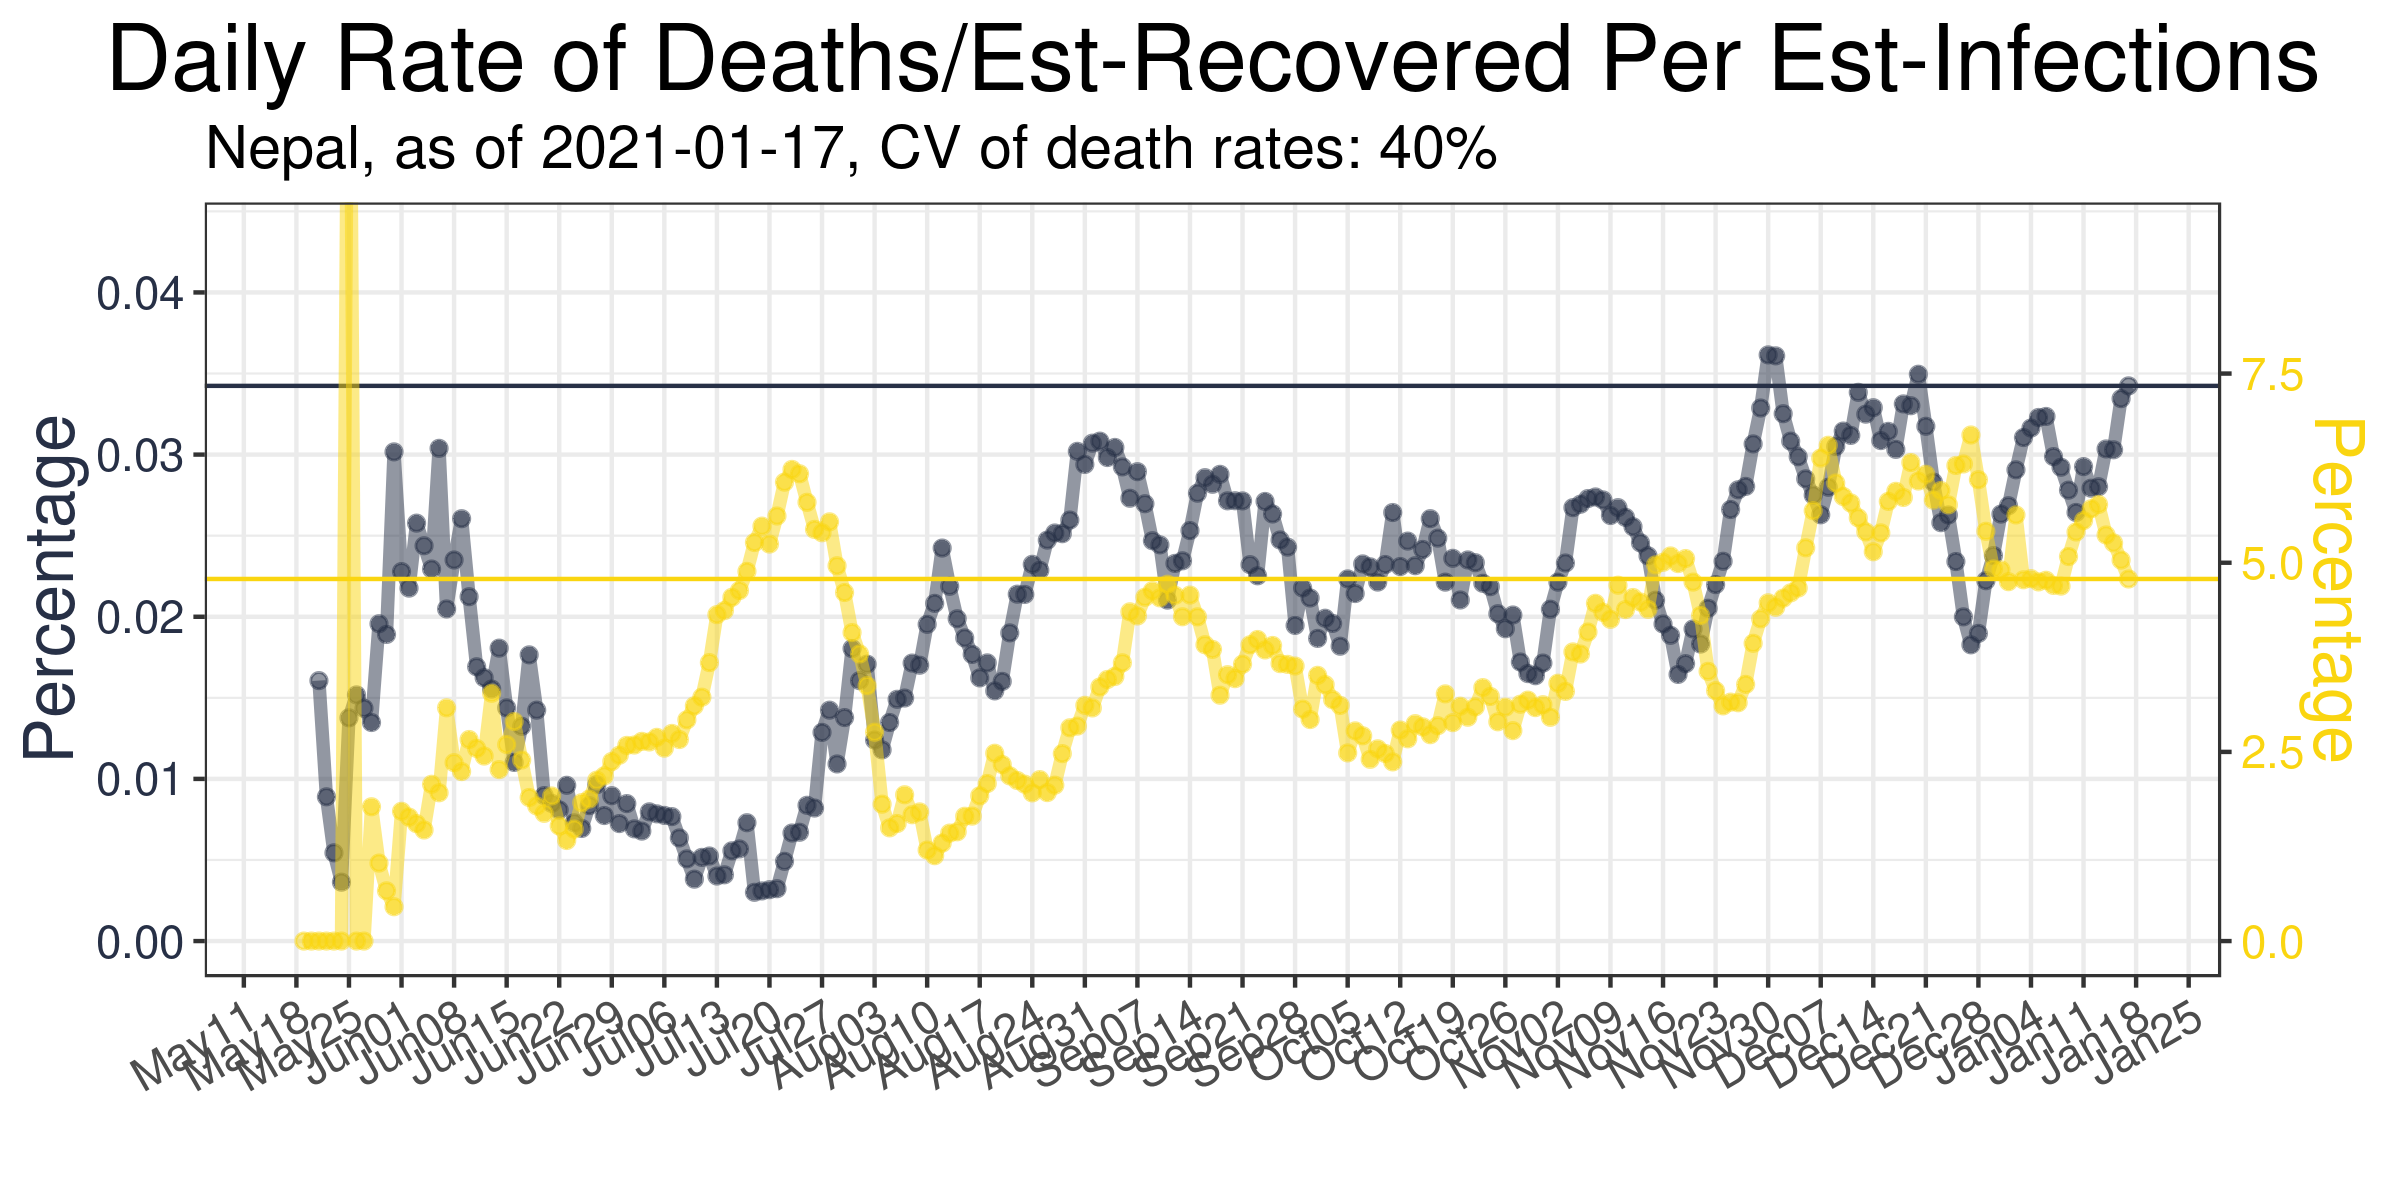 Daily Rate of Deaths/Est-Recovered Per Est-Infections
Nepal, as of 2021-01-17, CV of death rates: 40%
Percentage
0.04
0.03
0.02
0.01
0.00
7.5
5.0
2.5
0.0
Percentage
May11
May18
May25
Jun01
Jun08
Jun15
Jun22
Jun29
Jul06
Jul13
Jul20
Jul27
Aug03
Aug10
Aug17
Aug24
Aug31
Sep07
Sep14
Sep21
Sep28
Oct05
Oct12
Oct19
Oct26
Nov02
Nov09
Nov16
Nov23
Nov30
Dec07
Dec14
Dec21
Dec28
Jan04
Jan11
Jan18
Jan25